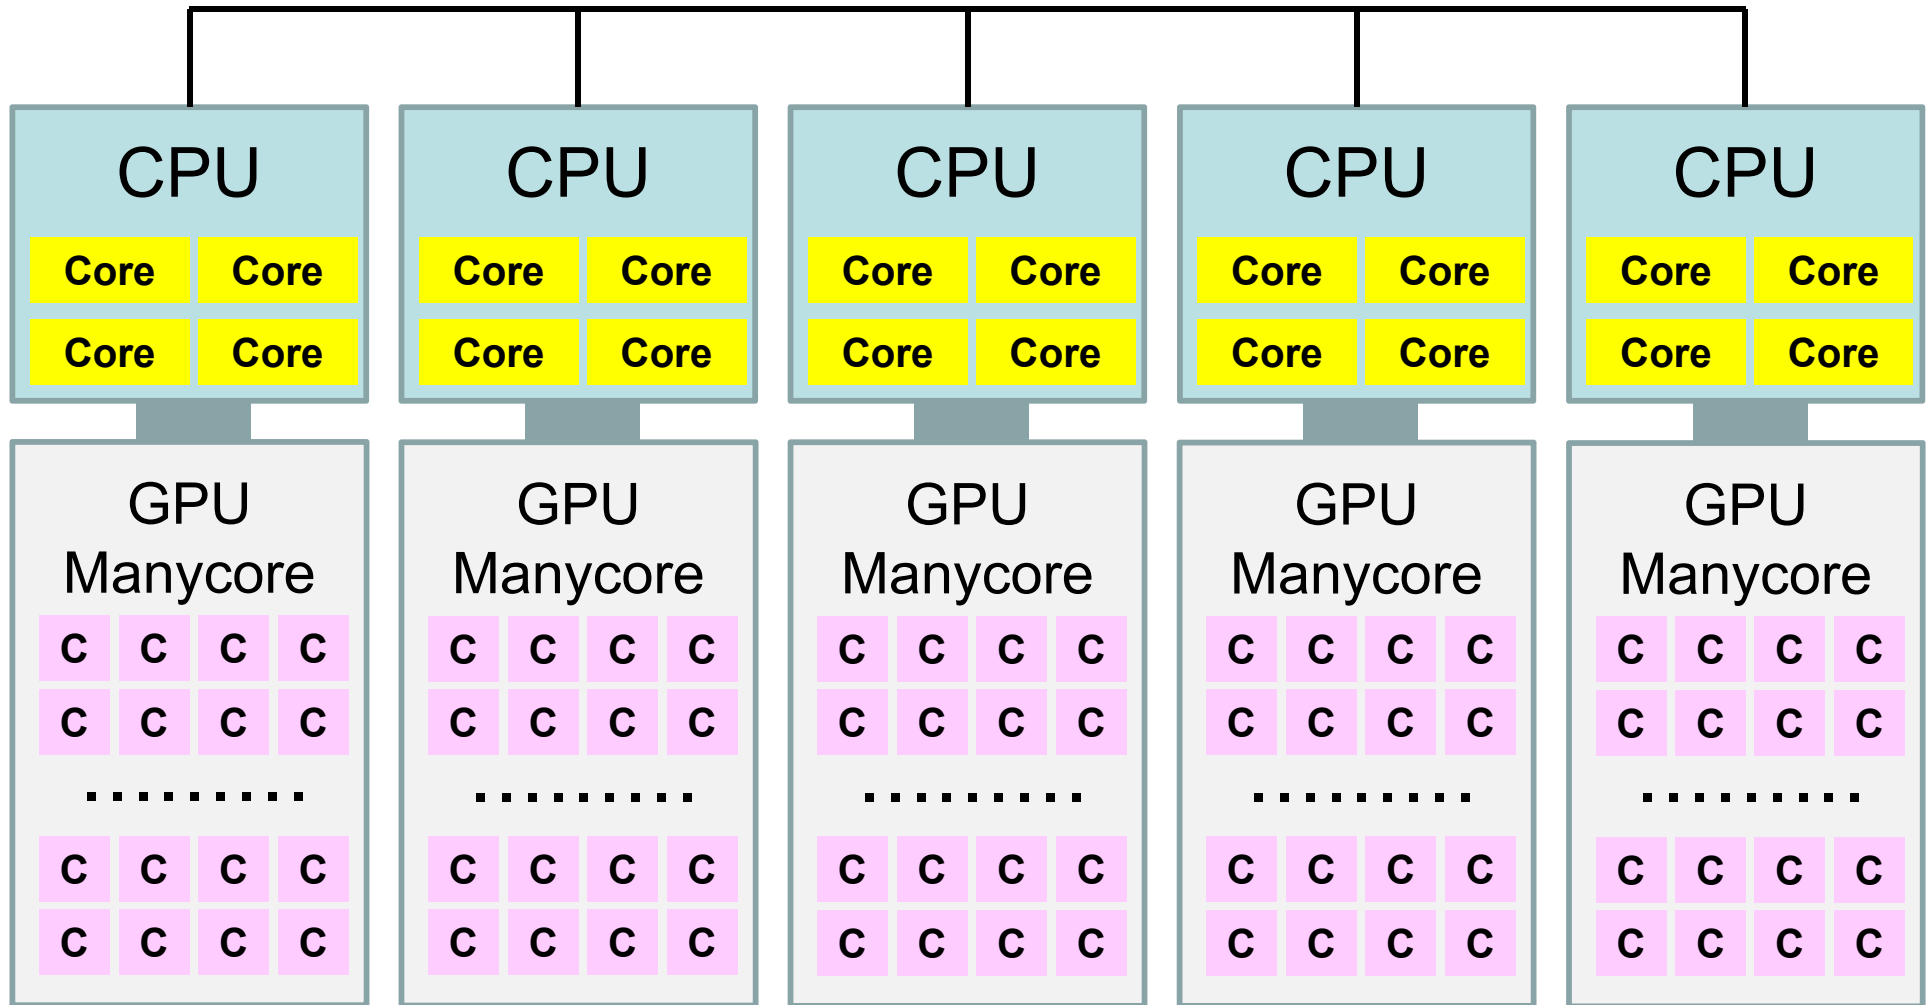 CPU CPU CPU CPU CPU
Core Core Core Core Core Core Core Core Core Core
Core Core Core Core Core Core Core Core Core Core
GPU GPU GPU GPU GPU
Manycore Manycore Manycore Manycore Manycore
C C C C C C C C C C C C C C C C C C C C
C C C C C C C C C C C C C C C C C C C C
......... ......... ......... ......... .........
C C C C C C C C C C C C C C C C C C C C
C C C C C C C C C C C C C C C C C C C C